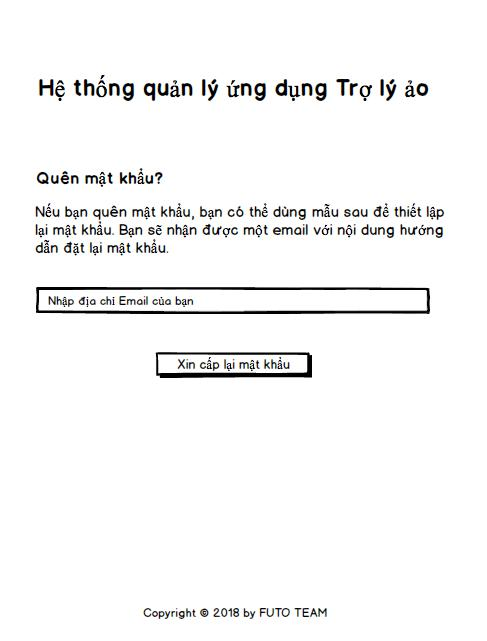 Hệ thống quản lý ứng dụng Trợ lý ảo
Quên mật khẩu?
Nếu bạn quên mật khẩu, bạn có thể dùng mẫu sau để thiết lập
lại mật khẩu. Bạn sẽ nhận được một email với nội dung hướng
dẫn đặt lại mật khẩu.
Nhập địa chỉ Email của bạn
Xin cấp lại mật khẩu
Copyright © 2018 by FUTO TEAM